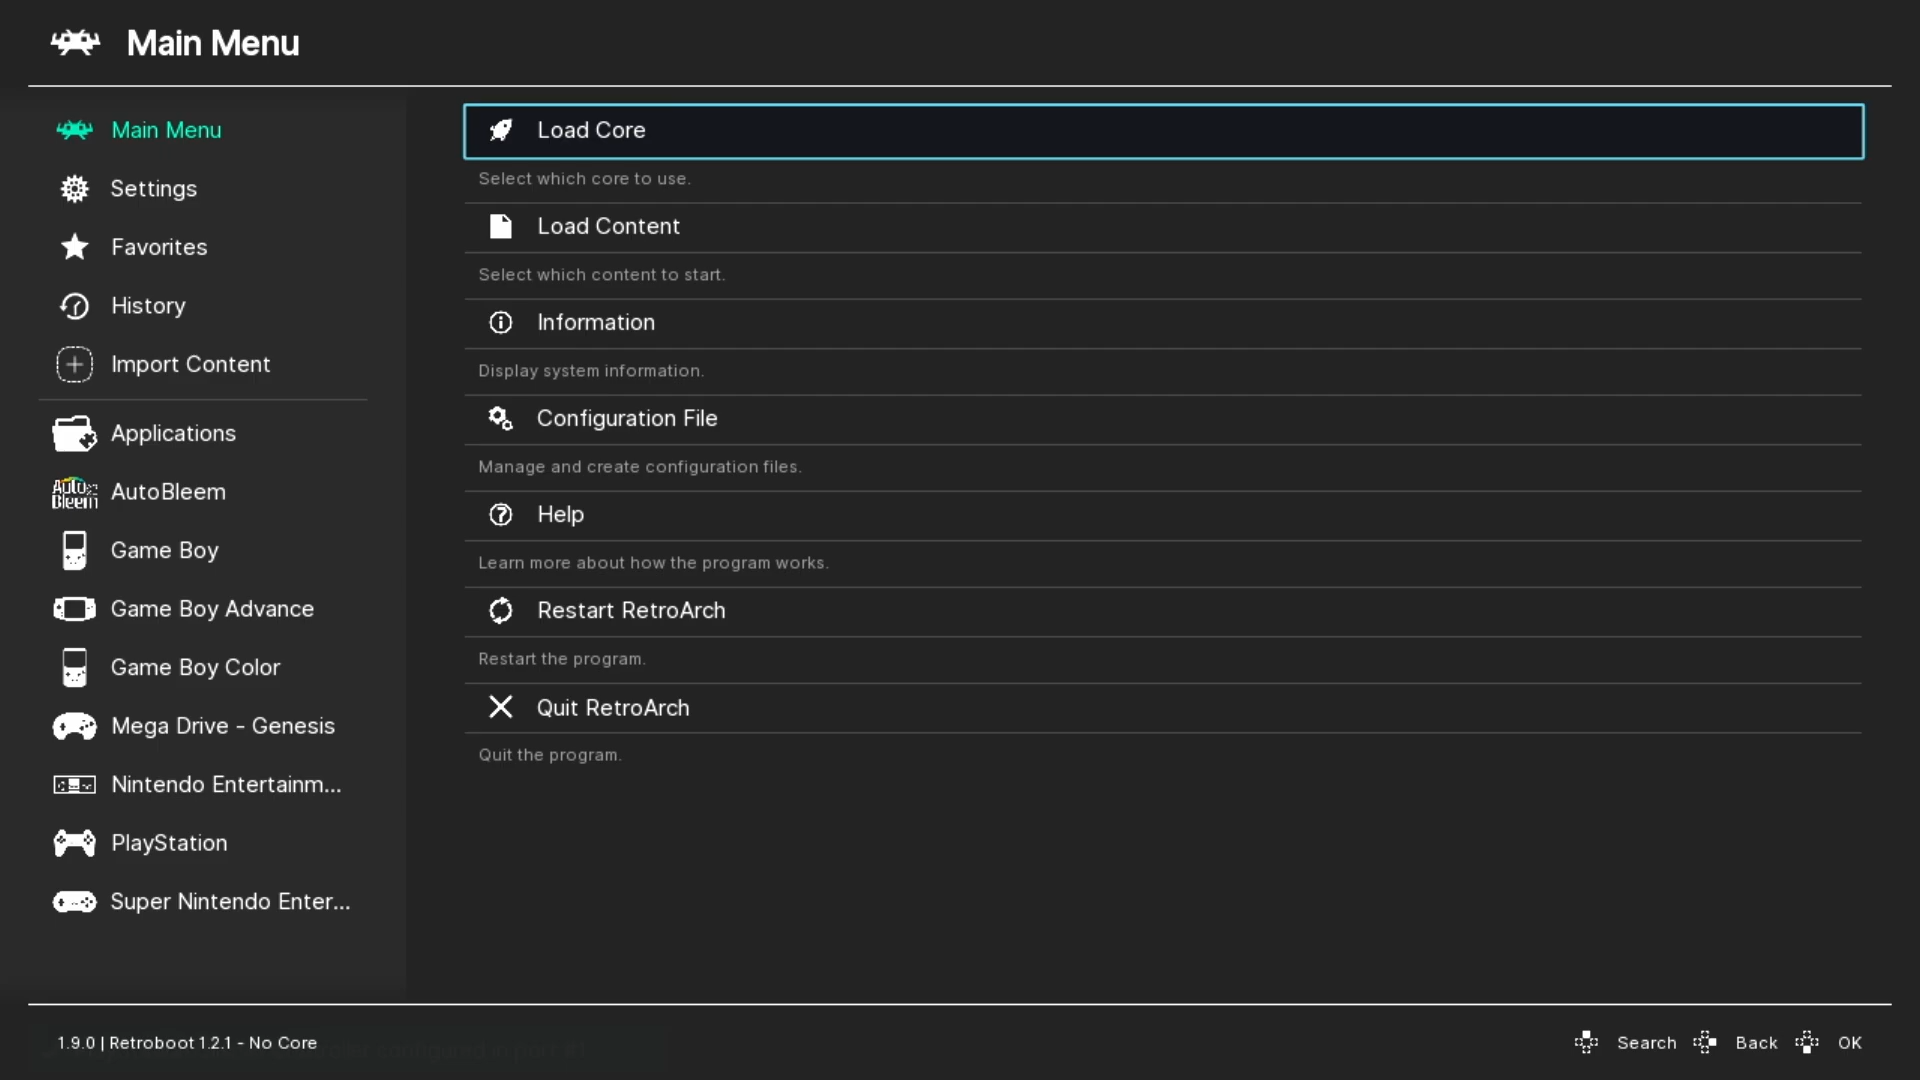 Main Menu
Main Menu
Settings
Favorites
History
Import Content
Applications
Auto
Bleem
AutoBleem
Game Boy
Game Boy Advance
Game Boy Color
Mega Drive - Genesis
Nintendo Entertainm...
PlayStation
Super Nintendo Enter...
Load Core
Select which core to use.
Load Content
Select which content to start.
Information
Display system information.
Configuration File
Manage and create configuration files.
Help
Learn more about how the program works.
Restart RetroArch
Restart the program.
Quit RetroArch
Quit the program.
1.9.0 | Retroboot 1.2.1 - No Core
Search Back OK